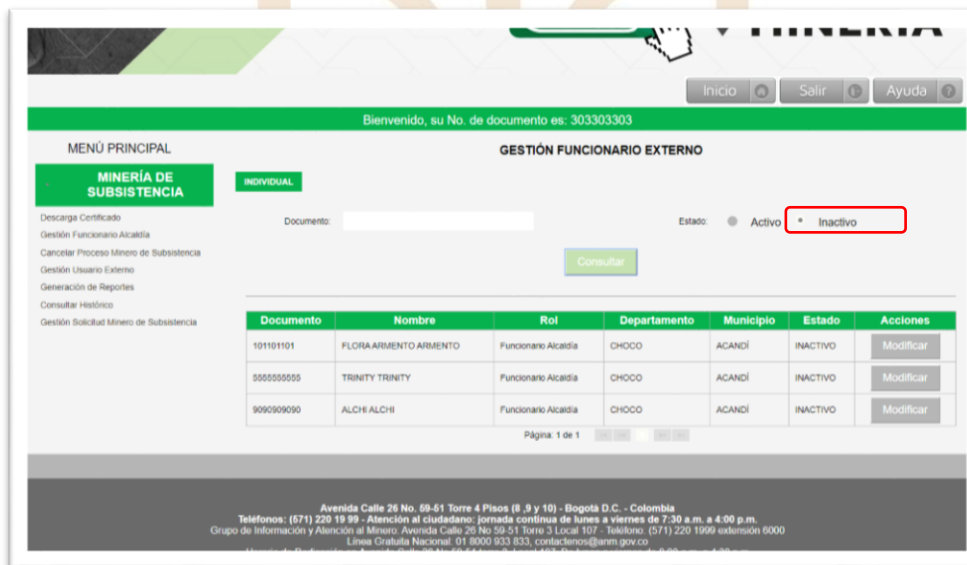 MINERÍA
Inicio Salir Ayuda
Bienvenido, su No. de documento es: 303303303
MENÚ PRINCIPAL
GESTIÓN FUNCIONARIO EXTERNO
MINERÍA DE
SUBSISTENCIA
INDIVIDUAL
Descarga Certificado
Gestión Funcionario Alcaldía
Cancelar Proceso Minero de Subsistencia
Gestión Usuario Externo
Generación de Reportes
Consultar Histórico
Gestión Solicitud Minero de Subsistencia
Documento: Estado: Activo Inactivo
Consultar
Documento Nombre Rol Departamento Municipio Estado Acciones
101101101 FLORA ARMENTO ARMENTO Funcionario Alcaldía CHOCO ACANDÍ INACTIVO Modificar
5555555555 TRINITY TRINITY Funcionario Alcaldía CHOCO ACANDÍ INACTIVO Modificar
9090909090 ALCHI ALCHI Funcionario Alcaldía CHOCO ACANDÍ INACTIVO Modificar
Página: 1 de 1
Avenida Calle 26 No. 59-51 Torre 4 Pisos (8 ,9 y 10) - Bogotá D.C. - Colombia
Teléfonos: (571) 220 19 99 - Atención al ciudadano: jornada continua de lunes a viernes de 7:30 a.m. a 4:00 p.m.
Grupo de Información y Atención al Minero: Avenida Calle 26 No 59-51 Torre 3 Local 107 - Teléfono: (571) 220 1999 extensión 6000
Línea Gratuita Nacional: 01 8000 933 833, contactenos@anm.gov.co